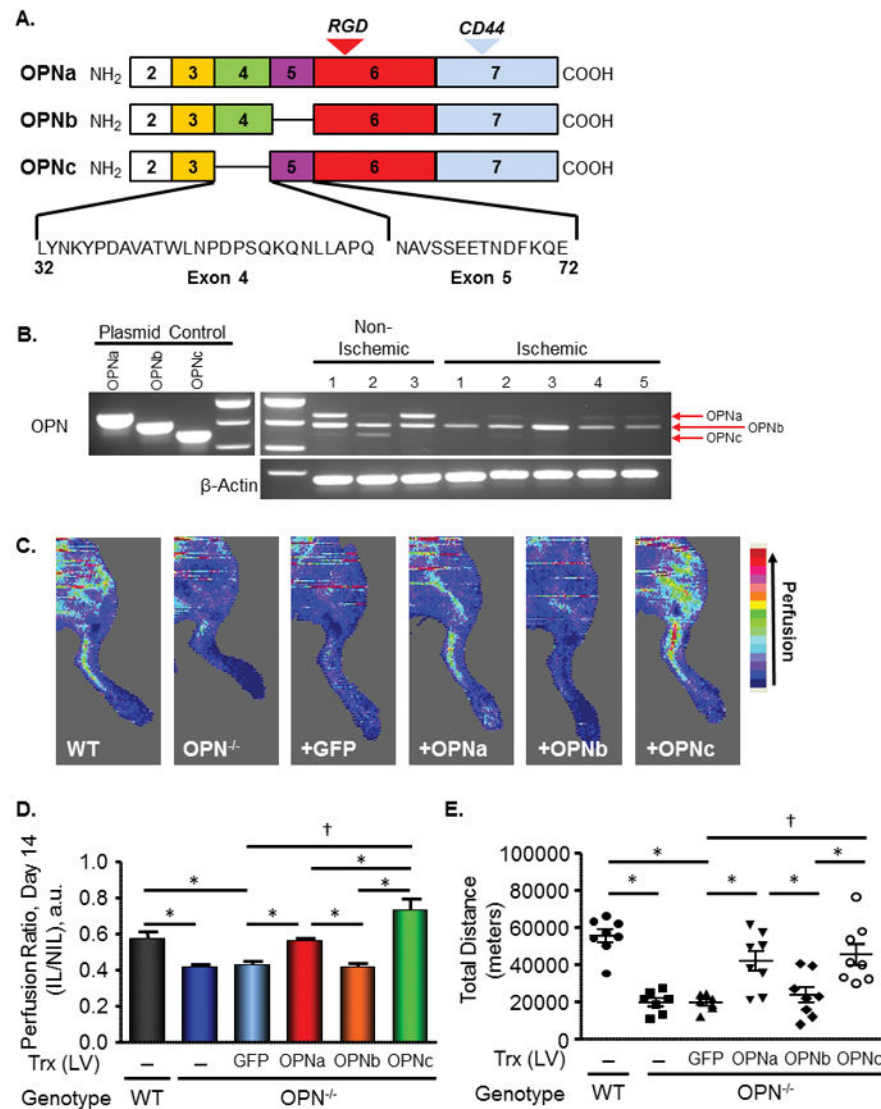 A.
RGD CD44
OPNa NH2 2 3 4 5 6 7 COOH
OPNb NH2 2 3 4 6 7 COOH
OPNc NH2 2 3 5 6 7 COOH
LYNKYPDAVATWLNPDPSQKQNLLAPQ NAVSSEETNDFKQE
32 Exon 4 Exon 5 72
B.
Plasmid Control
OPNa OPNb OPNc
Non-
Ischemic
Ischemic
1 2 3 1 2 3 4 5
OPN
OPNa
OPNb
OPNc
β-Actin
C.
WT OPN-/- +GFP +OPNa +OPNb +OPNc
Perfusion
D.
Perfusion Ratio, Day 14
(IL/NIL), a.u.
1.0
0.8
0.6
0.4
0.2
0.0
†
* *
* * * *
Trx (LV) – – GFP OPNa OPNb OPNc
Genotype WT OPN-/-
E.
Total Distance
(meters)
100000
80000
60000
40000
20000
0
†
* *
* * *
Trx (LV) – – GFP OPNa OPNb OPNc
Genotype WT OPN-/-